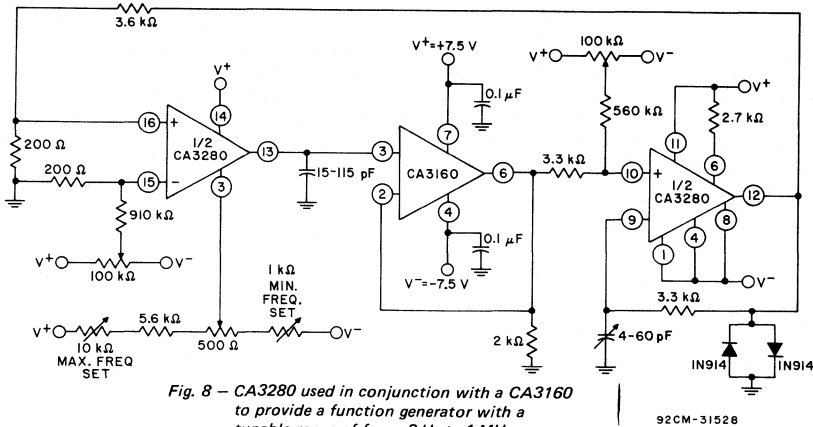 3.6 kΩ
V+
14
16
+
1/2
CA3280
13
200 Ω
200 Ω
15
–
3
910 kΩ
V+
100 kΩ
V–
15-115 pF
V+=+7.5 V
0.1 µF
7
3
CA3160
6
2
4
0.1 µF
V–=–7.5 V
100 kΩ
V+
V–
560 kΩ
3.3 kΩ
V+
2.7 kΩ
11
6
10
+
1/2
CA3280
12
9
–
8
4
1
V–
3.3 kΩ
4-60 pF
1N914
1N914
2 kΩ
1 kΩ
MIN.
FREQ.
SET
V+
5.6 kΩ
500 Ω
V–
10 kΩ
MAX. FREQ
SET
Fig. 8 – CA3280 used in conjunction with a CA3160
to provide a function generator with a
92CM-31528